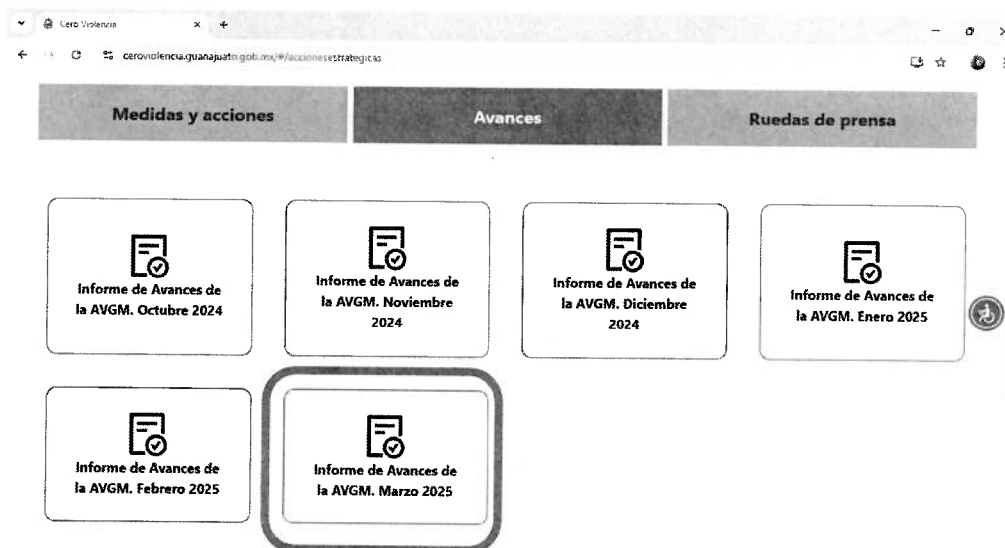 Cero Violencia
ceroviolencia.guanajuato.gob.mx/#/accionesestrategicas
Medidas y acciones
Avances
Ruedas de prensa
Informe de Avances de
la AVGM. Octubre 2024
Informe de Avances de
la AVGM. Noviembre
2024
Informe de Avances de
la AVGM. Diciembre
2024
Informe de Avances de
la AVGM. Enero 2025
Informe de Avances de
la AVGM. Febrero 2025
Informe de Avances de
la AVGM. Marzo 2025